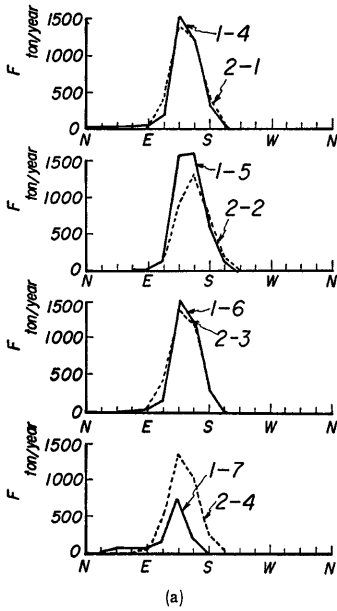 F ton/year
1500
1-4
1000
2-1
500
0
N E S W N
F ton/year
1500
1-5
1000
2-2
500
0
N E S W N
F ton/year
1500
1-6
1000
2-3
500
0
N E S W N
F ton/year
1500
1-7
1000
2-4
500
0
N E S W N
(a)